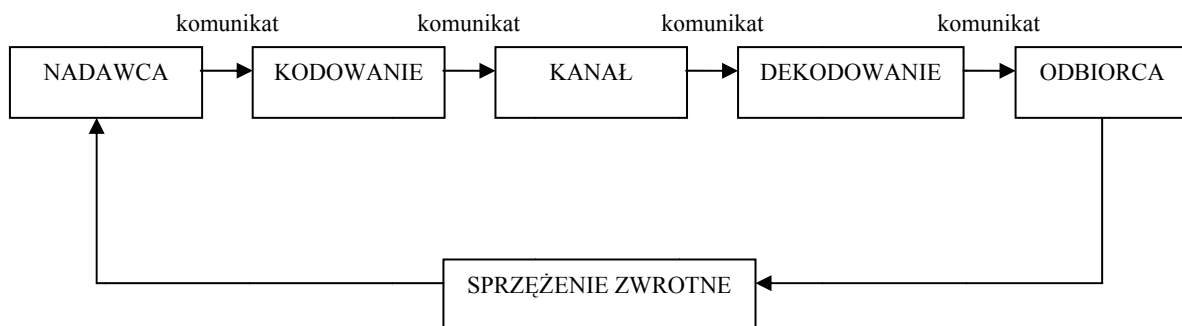 komunikat komunikat komunikat komunikat
NADAWCA KODOWANIE KANAŁ DEKODOWANIE ODBIORCA
SPRZĘŻENIE ZWROTNE